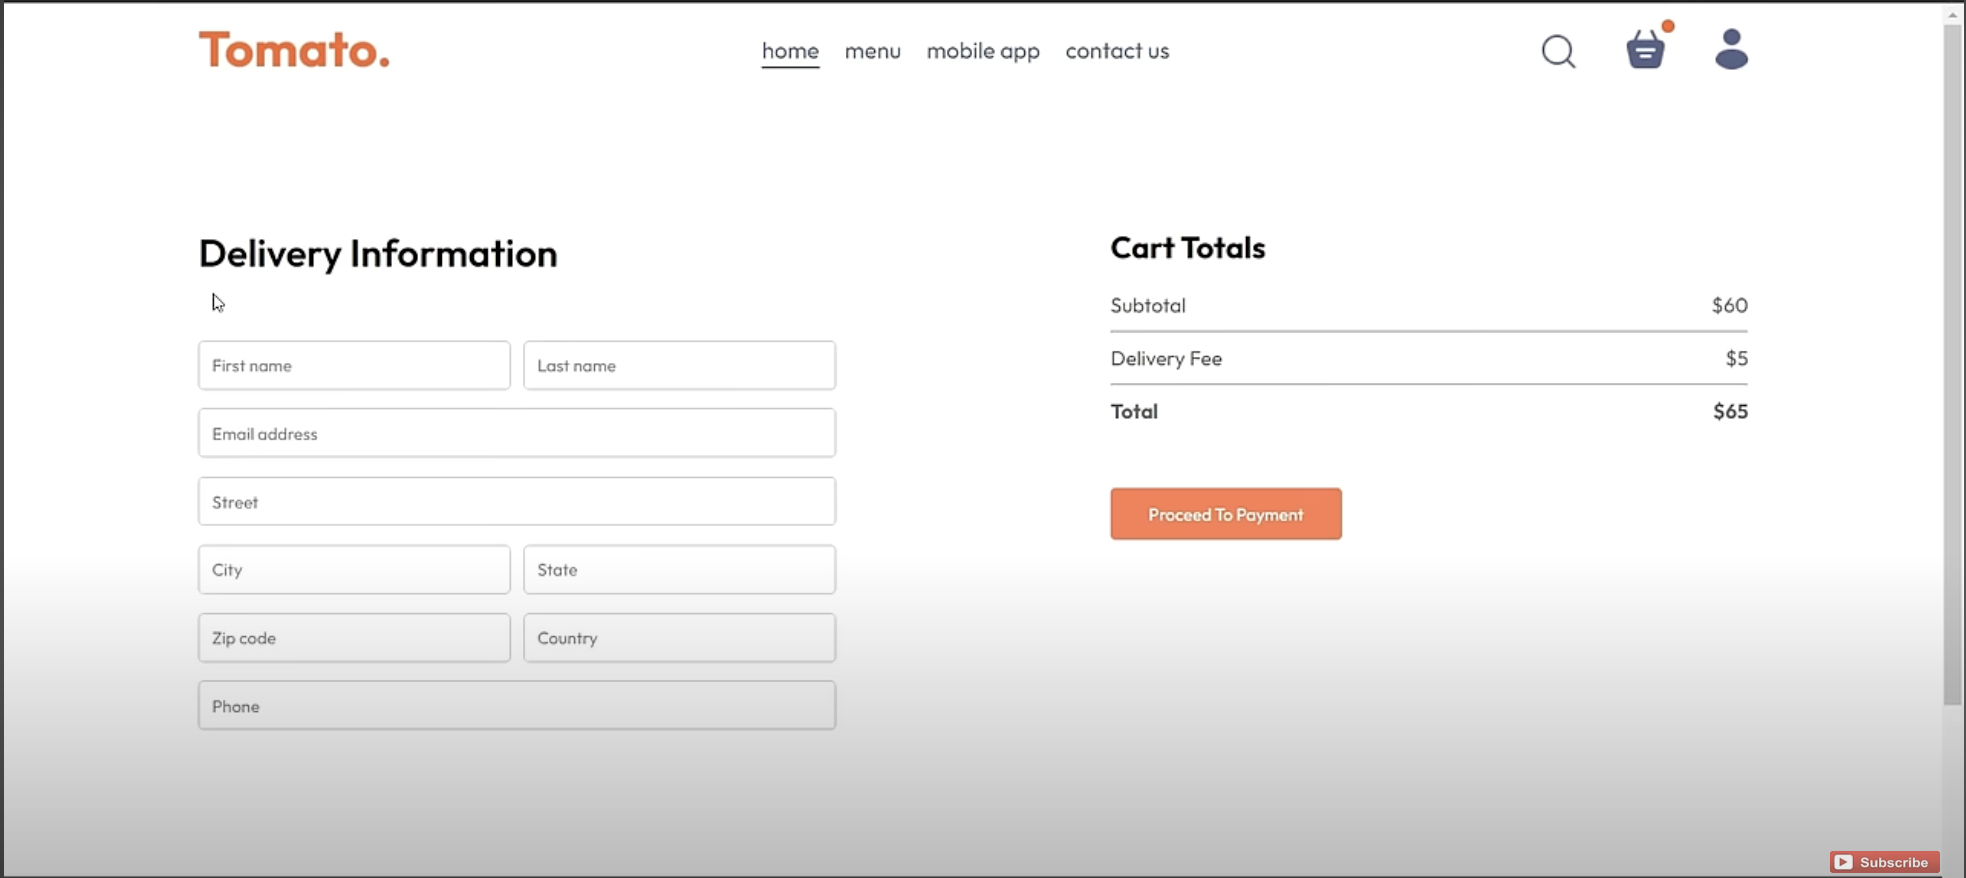 Tomato.
home menu mobile app contact us
Delivery Information
First name Last name
Email address
Street
City State
Zip code Country
Phone
Cart Totals
Subtotal $60
Delivery Fee $5
Total $65
Proceed To Payment
Subscribe